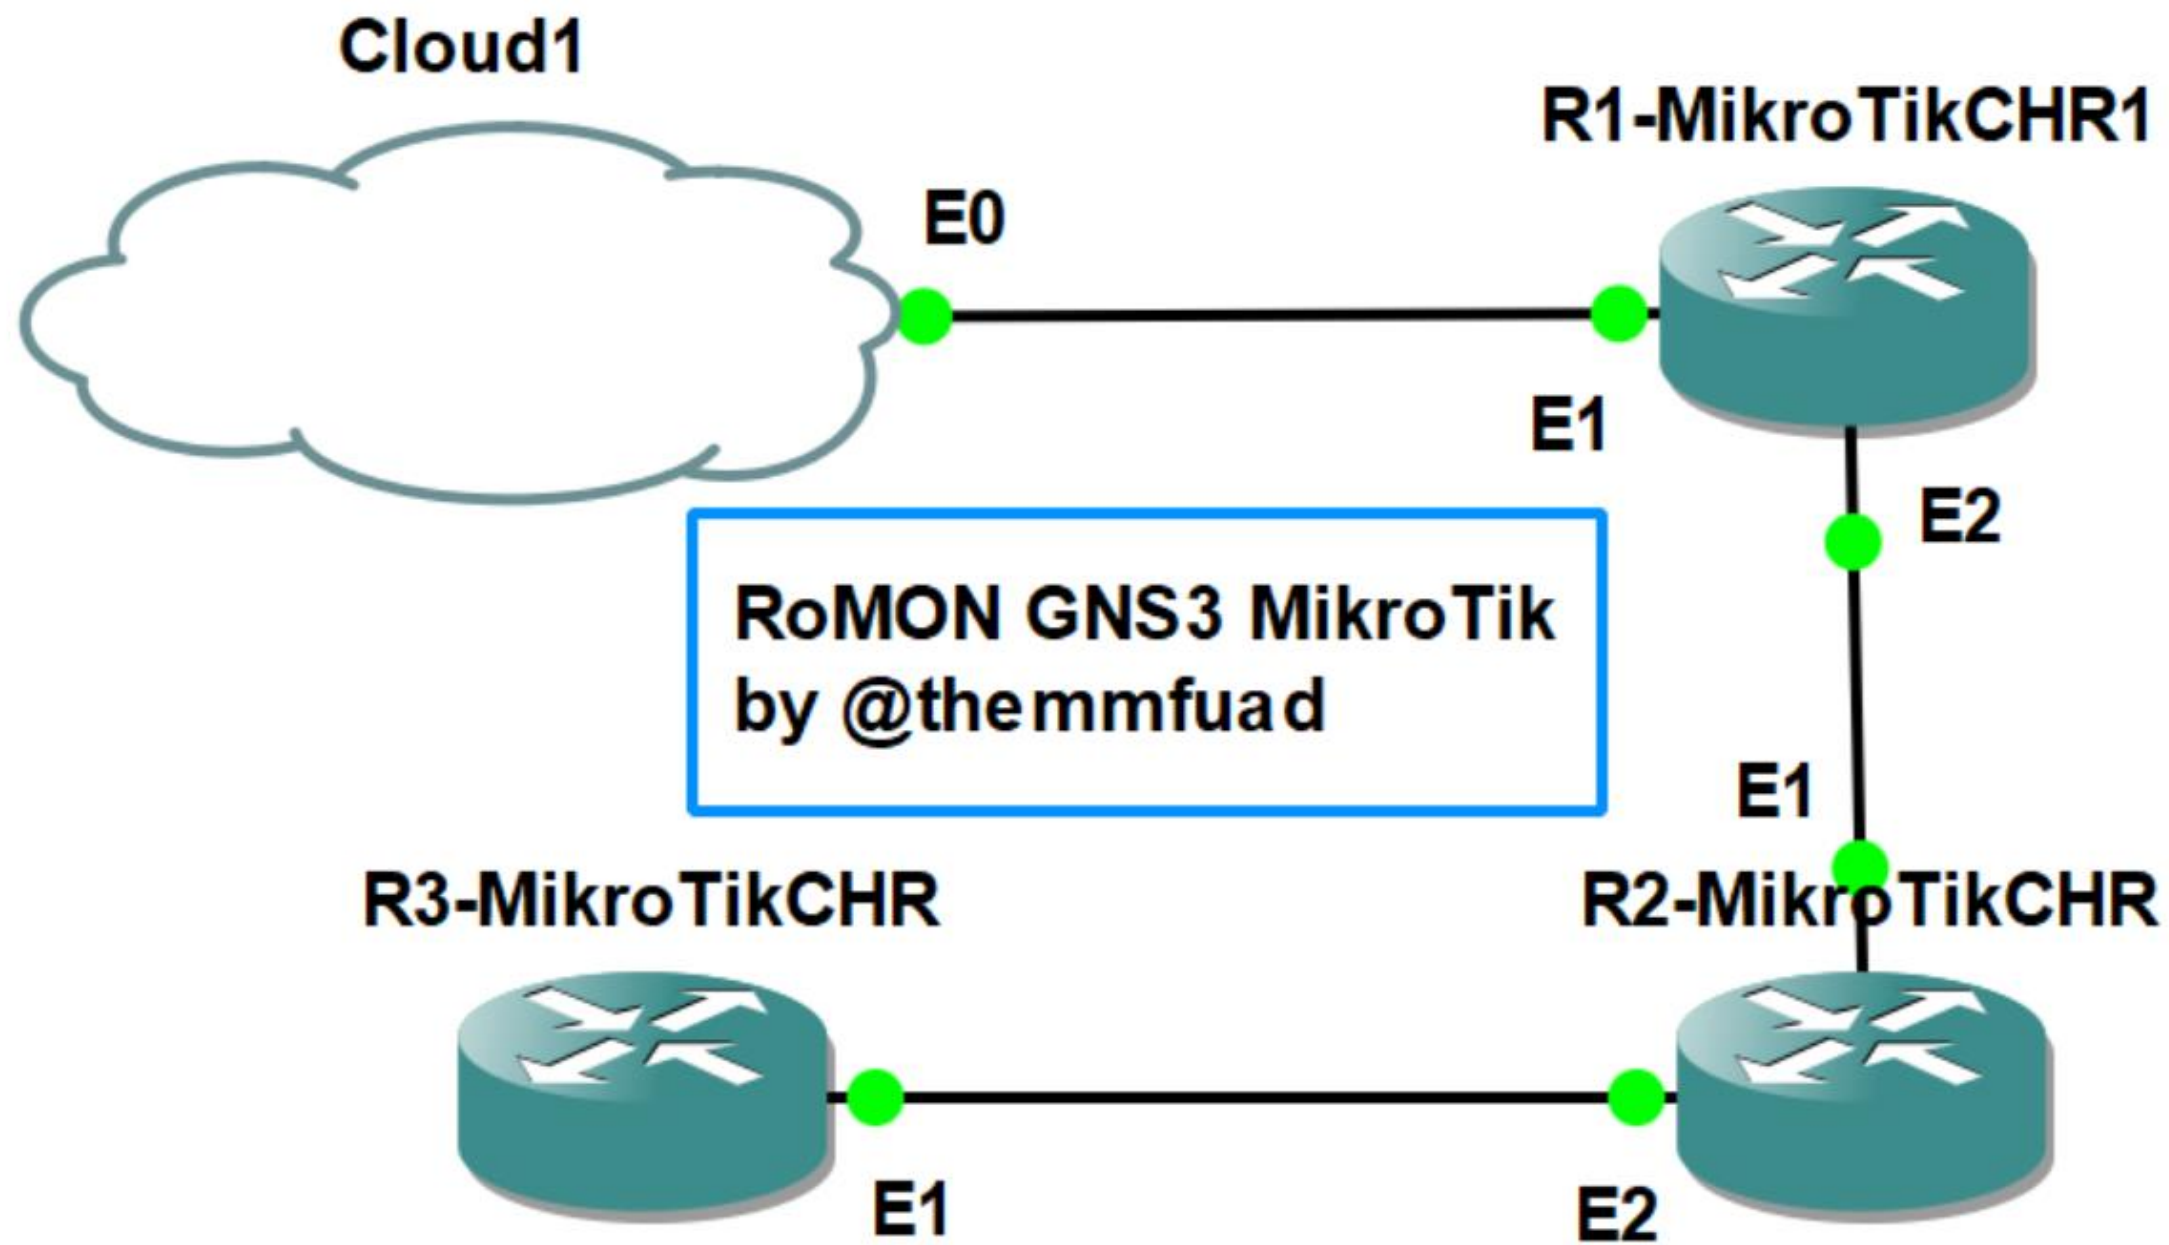 Cloud1
R1-MikroTikCHR1
E0
E1
E2
RoMON GNS3 MikroTik
by @themmfuad
E1
R3-MikroTikCHR
R2-MikroTikCHR
E1
E2